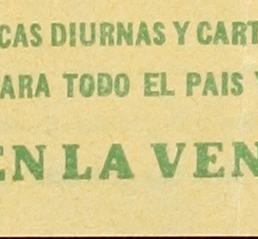 CAS DIURNAS Y CART
ARA TODO EL PAIS Y
EN LA VEN